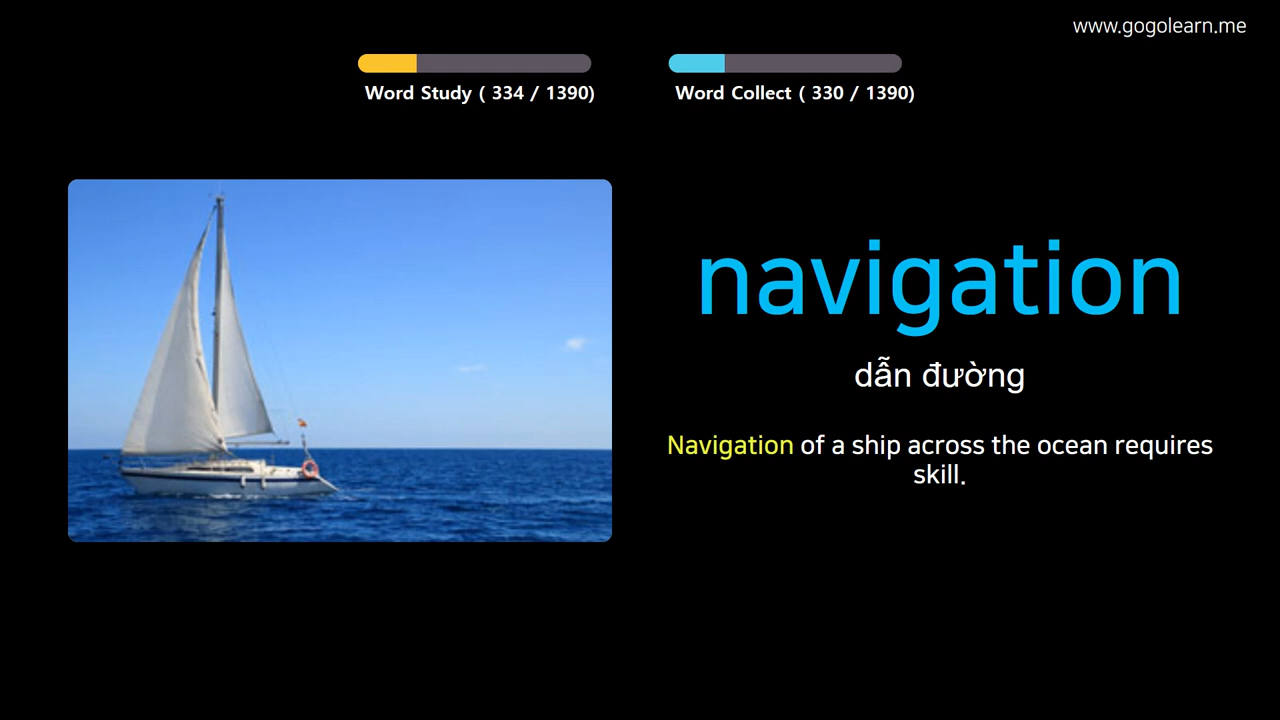 www.gogolearn.me
Word Study ( 334 / 1390)
Word Collect ( 330 / 1390)
navigation
dẫn đường
Navigation of a ship across the ocean requires
skill.